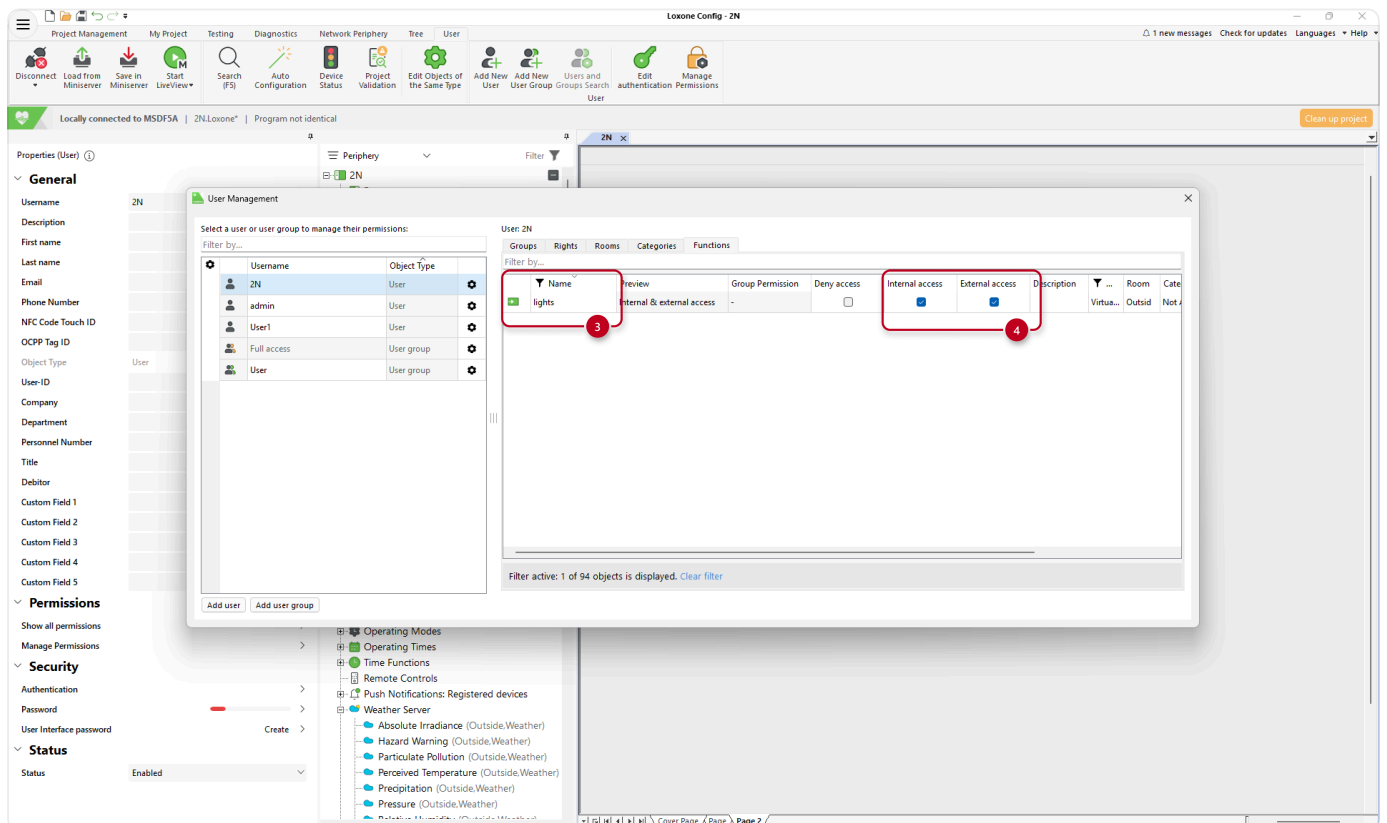 Loxone Config - 2N
Project Management My Project Testing Diagnostics Network Periphery Tree User
1 new messages Check for updates Languages Help
Disconnect Load from Miniserver Save in Miniserver Start LiveView Search (F5) Auto Configuration Device Status Project Validation Edit Objects of the Same Type Add New User Add New User Group Users and Groups Search Edit authentication Manage Permissions
User
Locally connected to MSDF5A | 2N.Loxone* | Program not identical
Clean up project
2N
Properties (User)
Periphery
Filter
General
2N
Username 2N
Description
First name
Last name
Email
Phone Number
NFC Code Touch ID
OCPP Tag ID
Object Type User
User-ID
Company
Department
Personnel Number
Title
Debitor
Custom Field 1
Custom Field 2
Custom Field 3
Custom Field 4
Custom Field 5
Permissions
Show all permissions
Manage Permissions
Security
Authentication
Password
User Interface password Create
Status
Status Enabled
User Management
Select a user or user group to manage their permissions:
Filter by...
Username Object Type
2N User
admin User
User1 User
Full access User group
User User group
Add user Add user group
User: 2N
Groups Rights Rooms Categories Functions
Filter by...
Name Preview Group Permission Deny access Internal access External access Description ... Room Cate
lights Internal & external access - Virtua... Outsid Not A
3
4
Filter active: 1 of 94 objects is displayed. Clear filter
Operating Modes
Operating Times
Time Functions
Remote Controls
Push Notifications: Registered devices
Weather Server
Absolute Irradiance (Outside,Weather)
Hazard Warning (Outside,Weather)
Particulate Pollution (Outside,Weather)
Perceived Temperature (Outside,Weather)
Precipitation (Outside,Weather)
Pressure (Outside,Weather)
Relative Humidity (Outside,Weather)
Cover Page Page Page 2